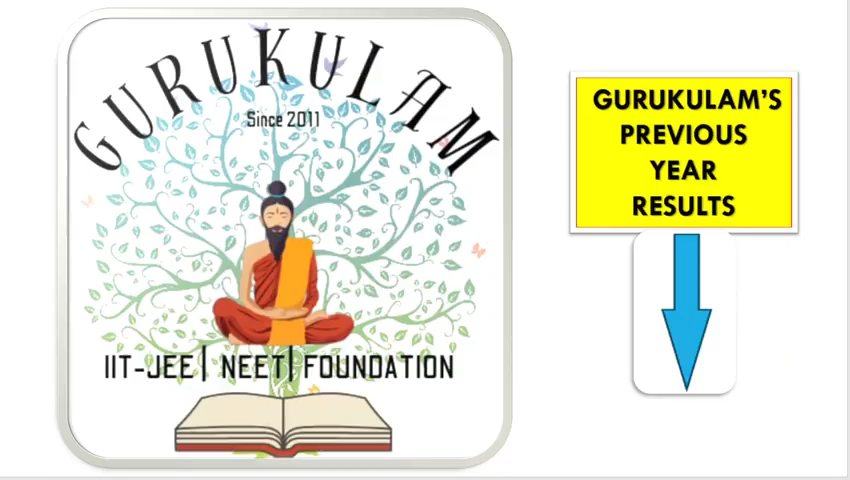 GURUKULAM
Since 2011
IIT-JEE| NEET| FOUNDATION
GURUKULAM'S
PREVIOUS
YEAR
RESULTS